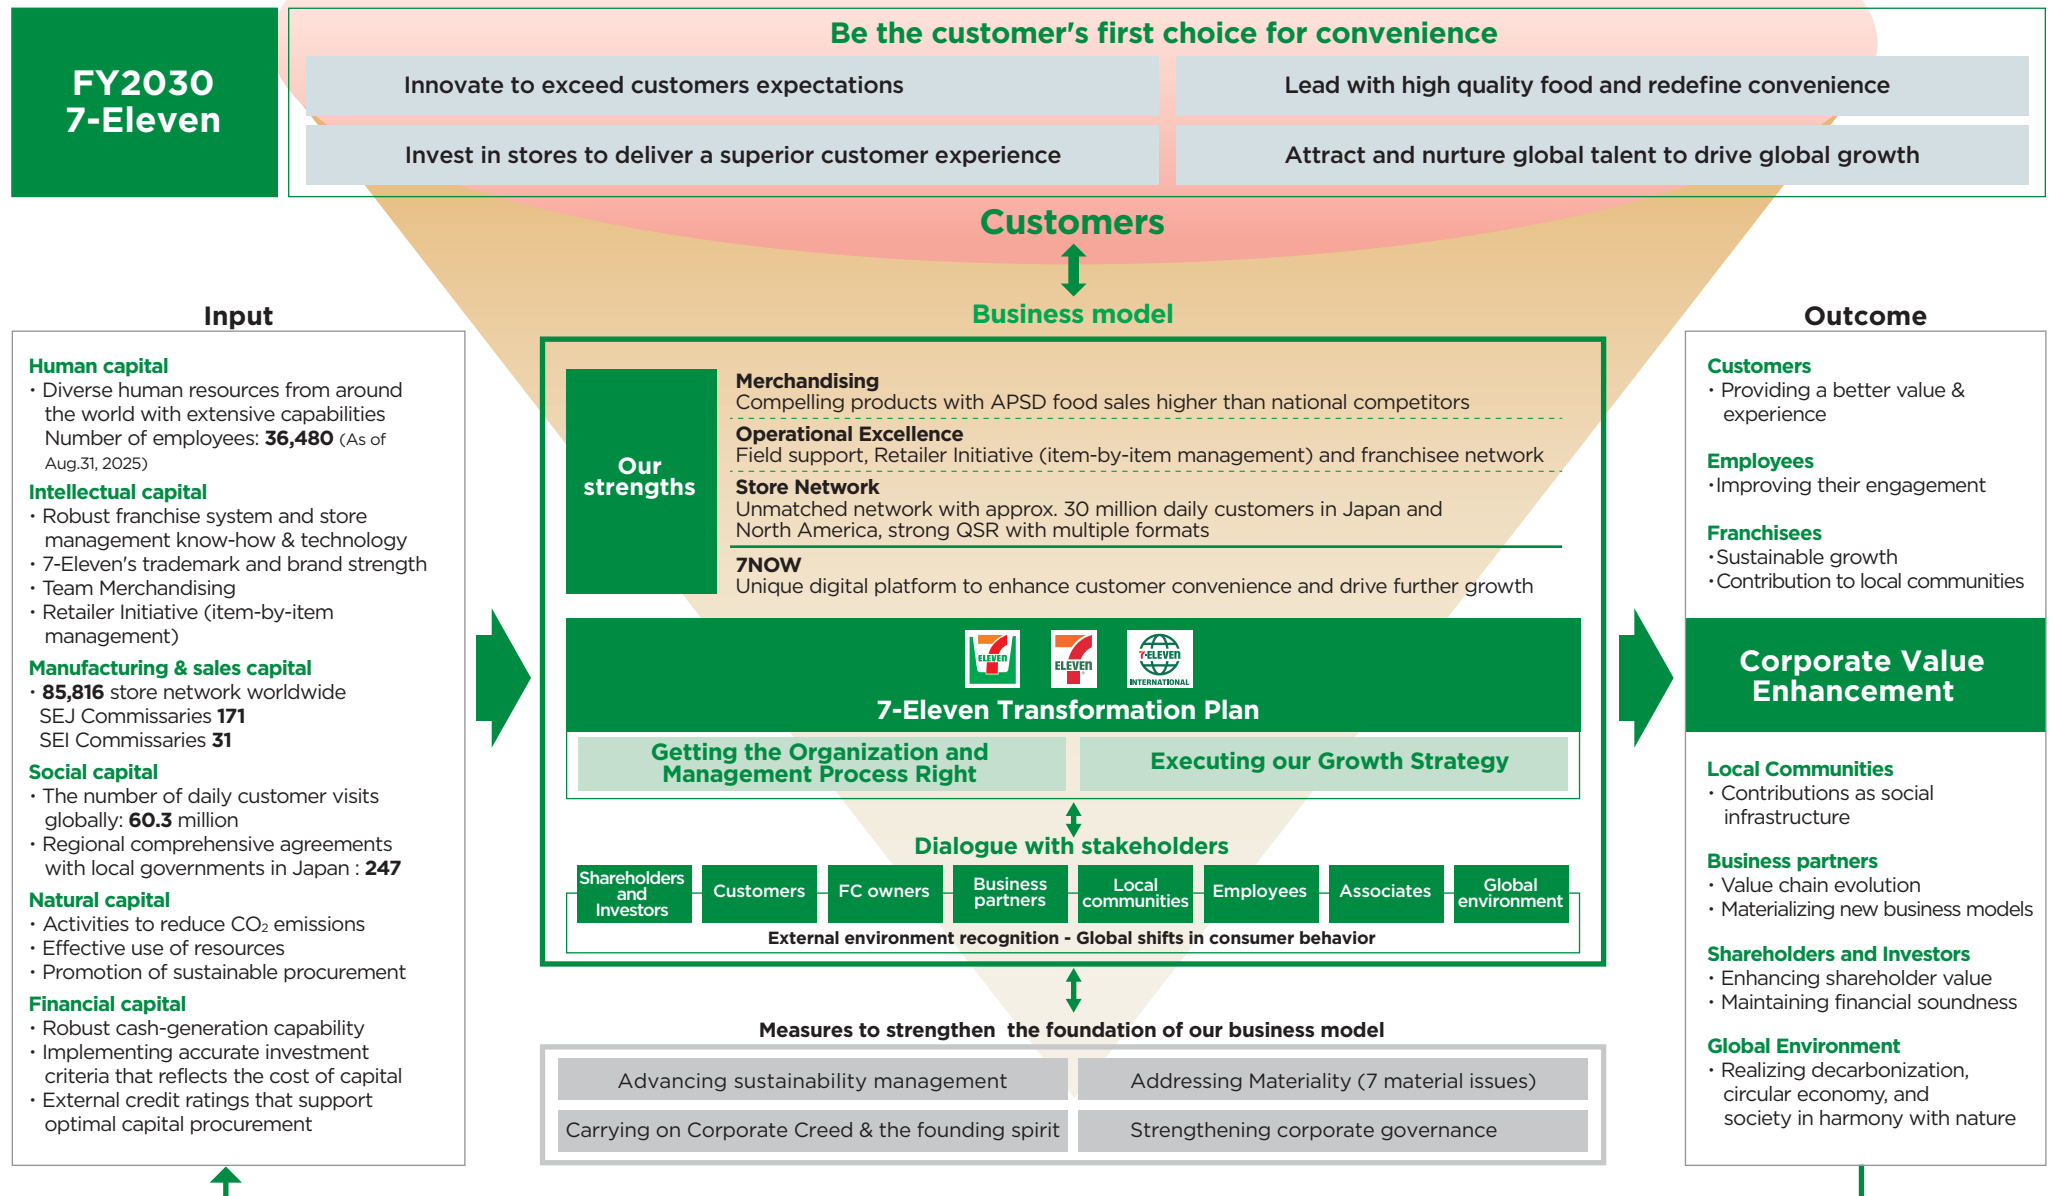 FY2030
7-Eleven
Be the customer's first choice for convenience
Innovate to exceed customers expectations
Lead with high quality food and redefine convenience
Invest in stores to deliver a superior customer experience
Attract and nurture global talent to drive global growth
Customers
Business model
Input
Human capital
· Diverse human resources from around
the world with extensive capabilities
Number of employees: 36,480 (As of
Aug.31, 2025)
Intellectual capital
· Robust franchise system and store
management know-how & technology
· 7-Eleven's trademark and brand strength
· Team Merchandising
· Retailer Initiative (item-by-item
management)
Manufacturing & sales capital
· 85,816 store network worldwide
SEJ Commissaries 171
SEI Commissaries 31
Social capital
· The number of daily customer visits
globally: 60.3 million
· Regional comprehensive agreements
with local governments in Japan : 247
Natural capital
· Activities to reduce CO₂ emissions
· Effective use of resources
· Promotion of sustainable procurement
Financial capital
· Robust cash-generation capability
· Implementing accurate investment
criteria that reflects the cost of capital
· External credit ratings that support
optimal capital procurement
Our
strengths
Merchandising
Compelling products with APSD food sales higher than national competitors
Operational Excellence
Field support, Retailer Initiative (item-by-item management) and franchisee network
Store Network
Unmatched network with approx. 30 million daily customers in Japan and
North America, strong QSR with multiple formats
7NOW
Unique digital platform to enhance customer convenience and drive further growth
7 ELEVEN
7 ELEVEN
7-ELEVEN
INTERNATIONAL
7-Eleven Transformation Plan
Getting the Organization and
Management Process Right
Executing our Growth Strategy
Dialogue with stakeholders
Shareholders
and
Investors
Customers
FC owners
Business
partners
Local
communities
Employees
Associates
Global
environment
External environment recognition - Global shifts in consumer behavior
Measures to strengthen the foundation of our business model
Advancing sustainability management
Addressing Materiality (7 material issues)
Carrying on Corporate Creed & the founding spirit
Strengthening corporate governance
Outcome
Customers
· Providing a better value &
experience
Employees
·Improving their engagement
Franchisees
·Sustainable growth
·Contribution to local communities
Corporate Value
Enhancement
Local Communities
· Contributions as social
infrastructure
Business partners
· Value chain evolution
· Materializing new business models
Shareholders and Investors
· Enhancing shareholder value
· Maintaining financial soundness
Global Environment
· Realizing decarbonization,
circular economy, and
society in harmony with nature